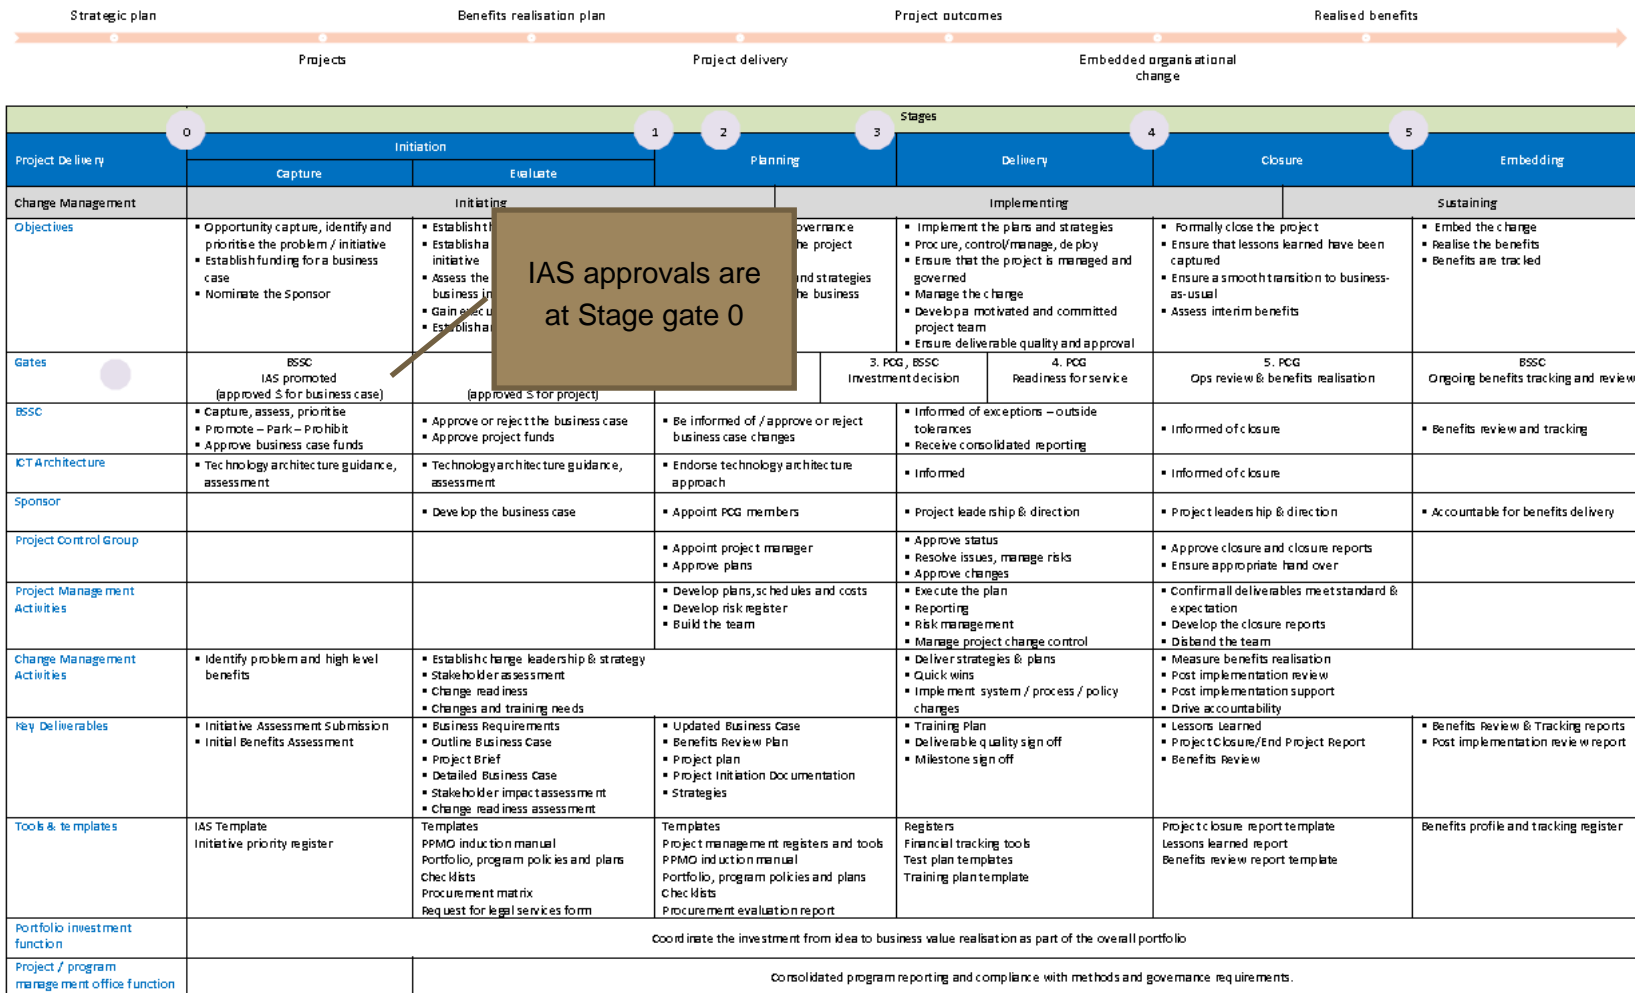 Strategic plan
Benefits realisation plan
Project outcomes
Realised benefits
Projects
Project delivery
Embedded organisational
change
Stages
0
1
2
3
4
5
Project Delivery
Initiation
Capture
Evaluate
Planning
Delivery
Closure
Embedding
Change Management
Initiating
Implementing
Sustaining
Objectives
▪ Opportunity capture, identify and
prioritise the problem / initiative
▪ Establish funding for a business
case
▪ Nominate the Sponsor
▪ Establish
▪ Establish a
initiative
▪ Assess the
business
▪ Gain
▪ Establish
the project
and strategies
the business
▪ Implement the plans and strategies
▪ Procure, control/manage, deploy
▪ Ensure that the project is managed and
governed
▪ Manage the change
▪ Develop a motivated and committed
project team
▪ Ensure deliverable quality and approval
▪ Formally close the project
▪ Ensure that lessons learned have been
captured
▪ Ensure a smooth transition to business-
as-usual
▪ Assess interim benefits
▪ Embed the change
▪ Realise the benefits
▪ Benefits are tracked
IAS approvals are
at Stage gate 0
Gates
BSSC
IAS promoted
(approved $ for business case)
(approved $ for project)
3. PCG, BSSC
Investment decision
4. PCG
Readiness for service
5. PCG
Ops review & benefits realisation
BSSC
Ongoing benefits tracking and review
BSSC
▪ Capture, assess, prioritise
▪ Promote – Park – Prohibit
▪ Approve business case funds
▪ Approve or reject the business case
▪ Approve project funds
▪ Be informed of / approve or reject
business case changes
▪ Informed of exceptions – outside
tolerances
▪ Receive consolidated reporting
▪ Informed of closure
▪ Benefits review and tracking
ICT Architecture
▪ Technology architecture guidance,
assessment
▪ Technology architecture guidance,
assessment
▪ Endorse technology architecture
approach
▪ Informed
▪ Informed of closure
Sponsor
▪ Develop the business case
▪ Appoint PCG members
▪ Project leadership & direction
▪ Project leadership & direction
▪ Accountable for benefits delivery
Project Control Group
▪ Appoint project manager
▪ Approve plans
▪ Approve status
▪ Resolve issues, manage risks
▪ Approve changes
▪ Approve closure and closure reports
▪ Ensure appropriate hand over
Project Management
Activities
▪ Develop plans, schedules and costs
▪ Develop risk register
▪ Build the team
▪ Execute the plan
▪ Reporting
▪ Risk management
▪ Manage project change control
▪ Confirm all deliverables meet standard &
expectation
▪ Develop the closure reports
▪ Disband the team
Change Management
Activities
▪ Identify problem and high level
benefits
▪ Establish change leadership & strategy
▪ Stakeholder assessment
▪ Change readiness
▪ Changes and training needs
▪ Deliver strategies & plans
▪ Quick wins
▪ Implement system / process / policy
changes
▪ Measure benefits realisation
▪ Post implementation review
▪ Post implementation support
▪ Drive accountability
Key Deliverables
▪ Initiative Assessment Submission
▪ Initial Benefits Assessment
▪ Business Requirements
▪ Outline Business Case
▪ Project Brief
▪ Detailed Business Case
▪ Stakeholder impact assessment
▪ Change readiness assessment
▪ Updated Business Case
▪ Benefits Review Plan
▪ Project plan
▪ Project Initiation Documentation
▪ Strategies
▪ Training Plan
▪ Deliverable quality sign off
▪ Milestone sign off
▪ Lessons Learned
▪ Project Closure/End Project Report
▪ Benefits Review
▪ Benefits Review & Tracking reports
▪ Post implementation review report
Tools & templates
IAS Template
Initiative priority register
Templates
PPMO induction manual
Portfolio, program policies and plans
Checklists
Procurement matrix
Request for legal services form
Templates
Project management registers and tools
PPMO induction manual
Portfolio, program policies and plans
Checklists
Procurement evaluation report
Registers
Financial tracking tools
Test plan templates
Training plan template
Project closure report template
Lessons learned report
Benefits review report template
Benefits profile and tracking register
Portfolio investment
function
Coordinate the investment from idea to business value realisation as part of the overall portfolio
Project / program
management office function
Consolidated program reporting and compliance with methods and governance requirements.